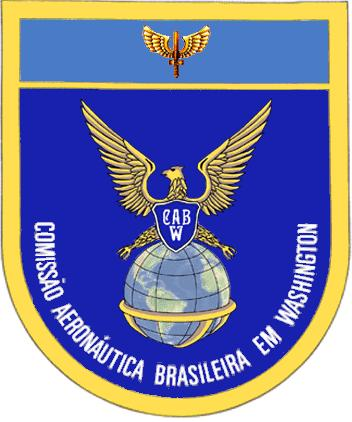 CAB
W
COMISSÃO AERONÁUTICA BRASILEIRA EM WASHINGTON